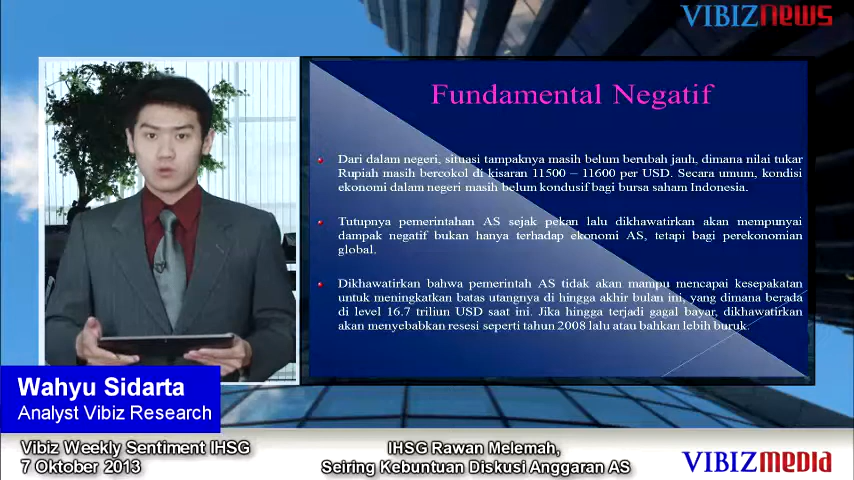 VIBIZNEWS
Fundamental Negatif
Dari dalam negeri, situasi tampaknya masih belum berubah jauh, dimana nilai tukar
Rupiah masih bercokol di kisaran 11500 – 11600 per USD. Secara umum, kondisi
ekonomi dalam negeri masih belum kondusif bagi bursa saham Indonesia.
Tutupnya pemerintahan AS sejak pekan lalu dikhawatirkan akan mempunyai
dampak negatif bukan hanya terhadap ekonomi AS, tetapi bagi perekonomian
global.
Dikhawatirkan bahwa pemerintah AS tidak akan mampu mencapai kesepakatan
untuk meningkatkan batas utangnya di hingga akhir bulan ini, yang dimana berada
di level 16.7 triliun USD saat ini. Jika hingga terjadi gagal bayar, dikhawatirkan
akan menyebabkan resesi seperti tahun 2008 lalu atau bahkan lebih buruk.
Wahyu Sidarta
Analyst Vibiz Research
Vibiz Weekly Sentiment IHSG
7 Oktober 2013
IHSG Rawan Melemah,
Seiring Kebuntuan Diskusi Anggaran AS
VIBIZMEDIA